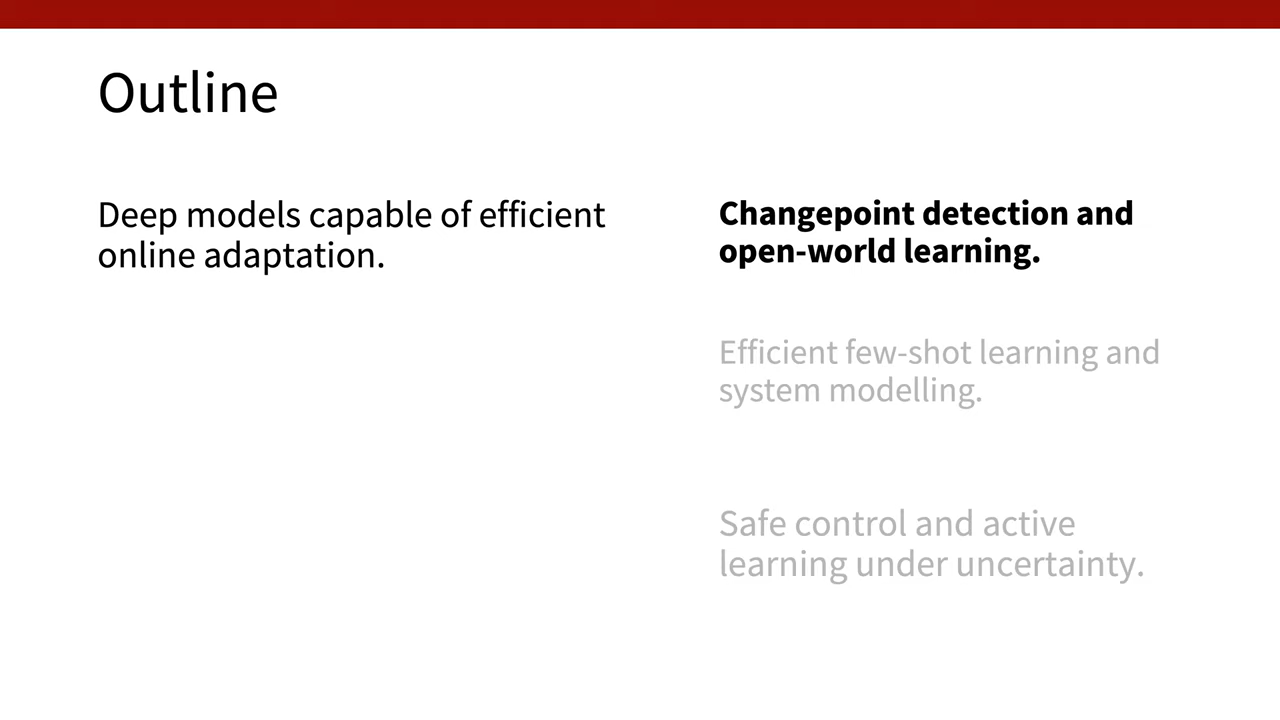 Outline
Deep models capable of efficient
online adaptation.
Changepoint detection and
open-world learning.
Efficient few-shot learning and
system modelling.
Safe control and active
learning under uncertainty.